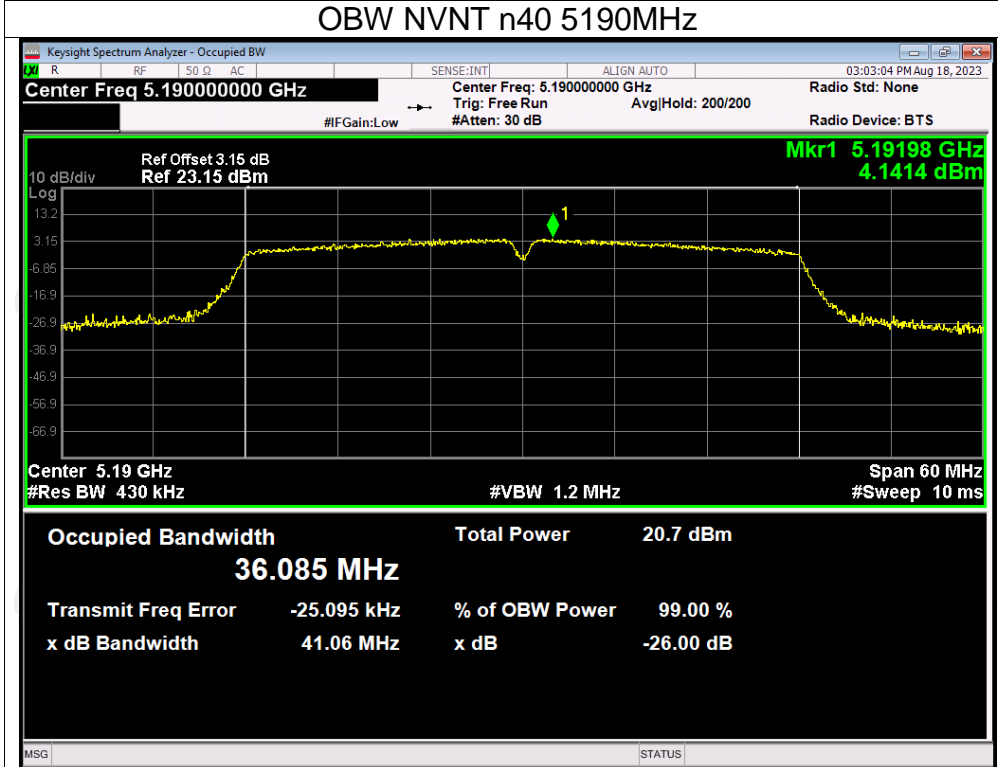 OBW NVNT n40 5190MHz
Keysight Spectrum Analyzer - Occupied BW
LXI R RF 50 Ω AC SENSE:INT ALIGN AUTO 03:03:04 PM Aug 18, 2023
Center Freq 5.190000000 GHz Center Freq: 5.190000000 GHz Radio Std: None
Trig: Free Run Avg|Hold: 200/200
#IFGain:Low #Atten: 30 dB Radio Device: BTS
Mkr1 5.19198 GHz
Ref Offset 3.15 dB
4.1414 dBm
10 dB/div Ref 23.15 dBm
Log
1
13.2
3.15
-6.85
-16.9
-26.9
-36.9
-46.9
-56.9
-66.9
Center 5.19 GHz Span 60 MHz
#Res BW 430 kHz #VBW 1.2 MHz #Sweep 10 ms
Occupied Bandwidth Total Power 20.7 dBm
36.085 MHz
Transmit Freq Error -25.095 kHz % of OBW Power 99.00 %
x dB Bandwidth 41.06 MHz x dB -26.00 dB
MSG STATUS